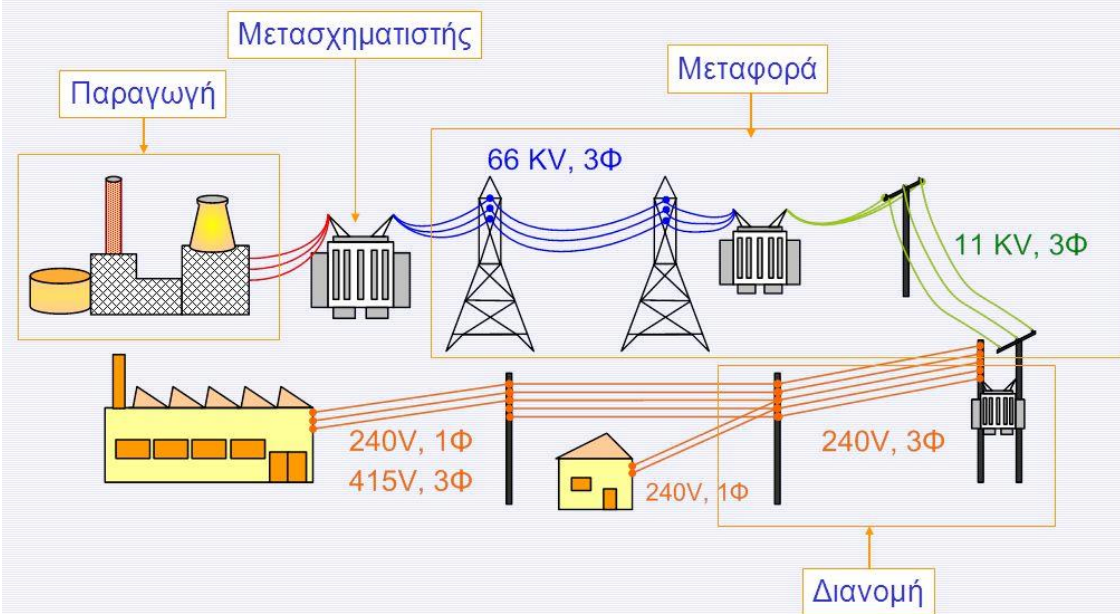 Μετασχηματιστής
Μεταφορά
Παραγωγή
66 KV, 3Φ
11 KV, 3Φ
240V, 1Φ
415V, 3Φ
240V, 1Φ
240V, 3Φ
Διανομή